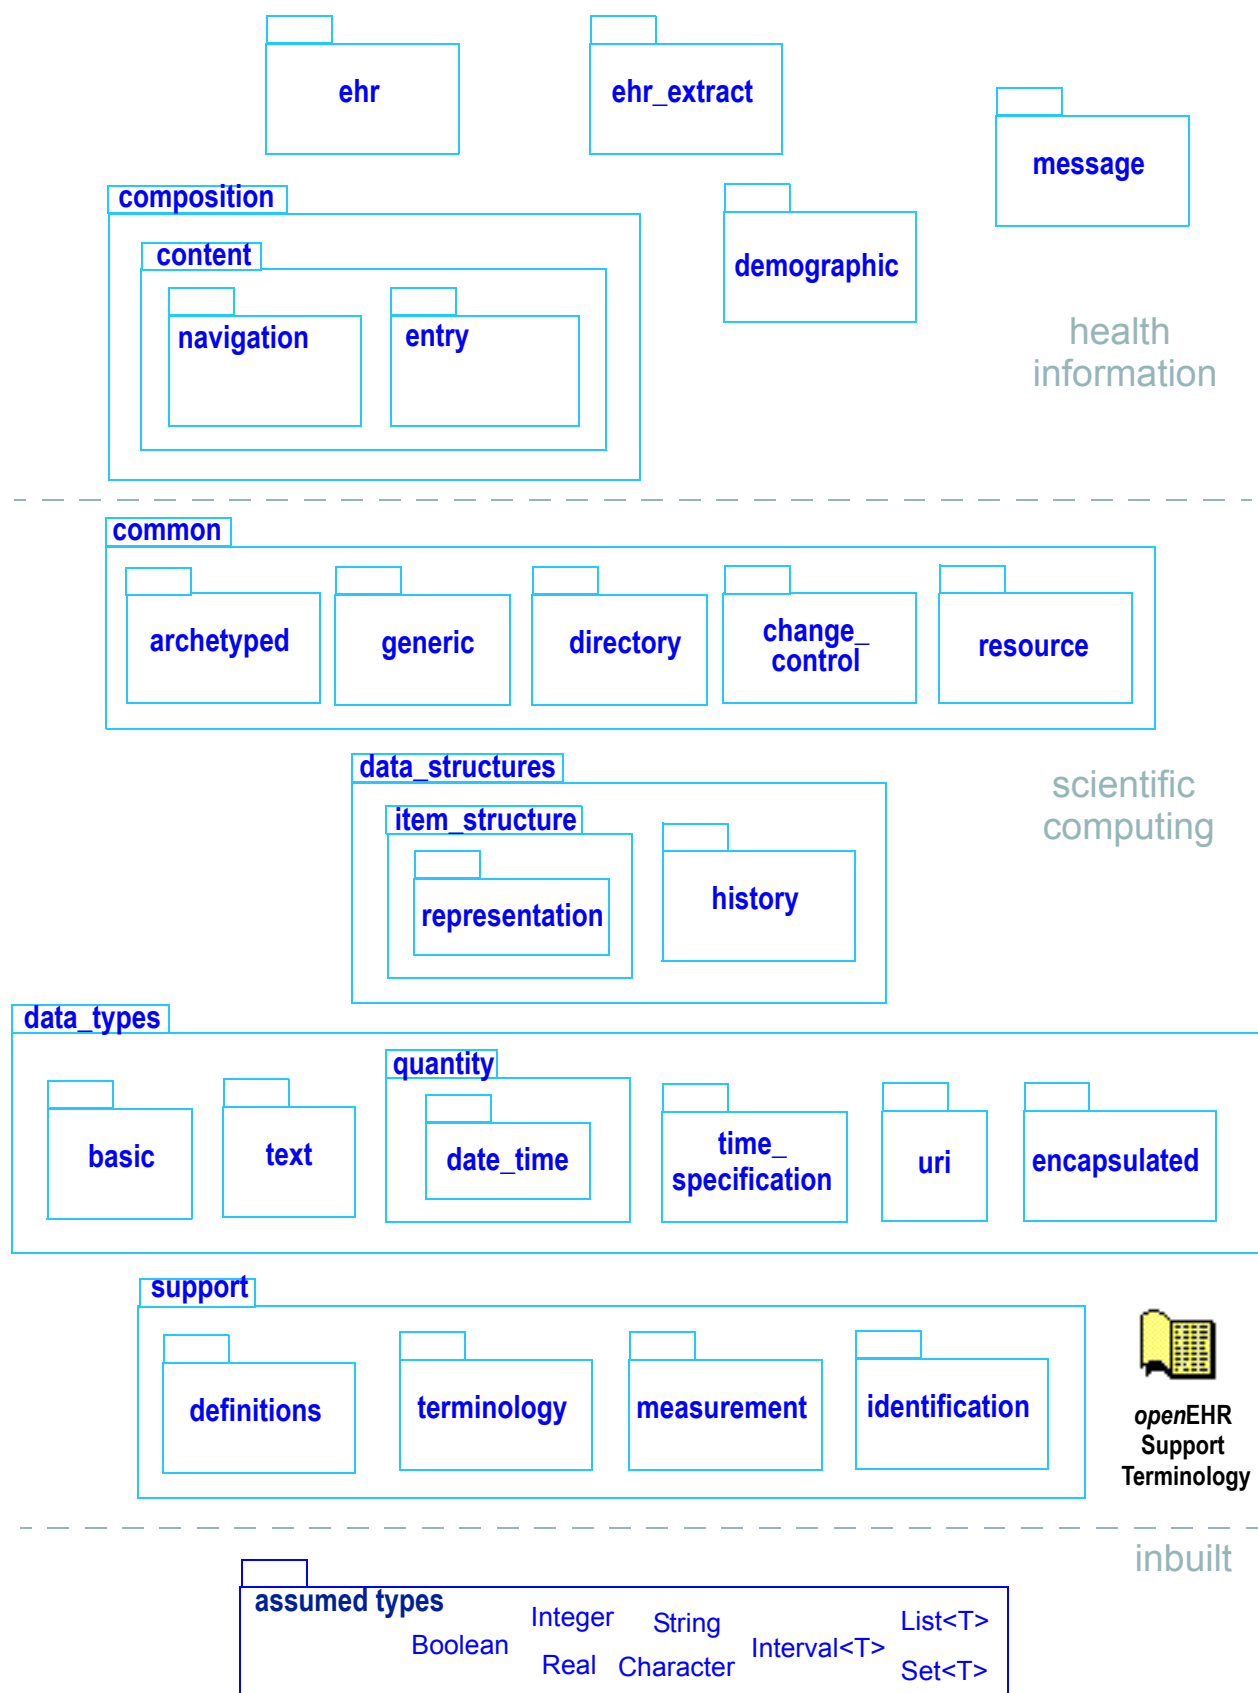 ehr
ehr_extract
message
composition
content
demographic
navigation
entry
health
information
common
archetyped
generic
directory
change_
control
resource
data_structures
item_structure
representation
history
scientific
computing
data_types
basic
text
quantity
date_time
time_
specification
uri
encapsulated
support
definitions
terminology
measurement
identification
openEHR
Support
Terminology
inbuilt
assumed types
Boolean
Integer
Real
String
Character
Interval<T>
List<T>
Set<T>